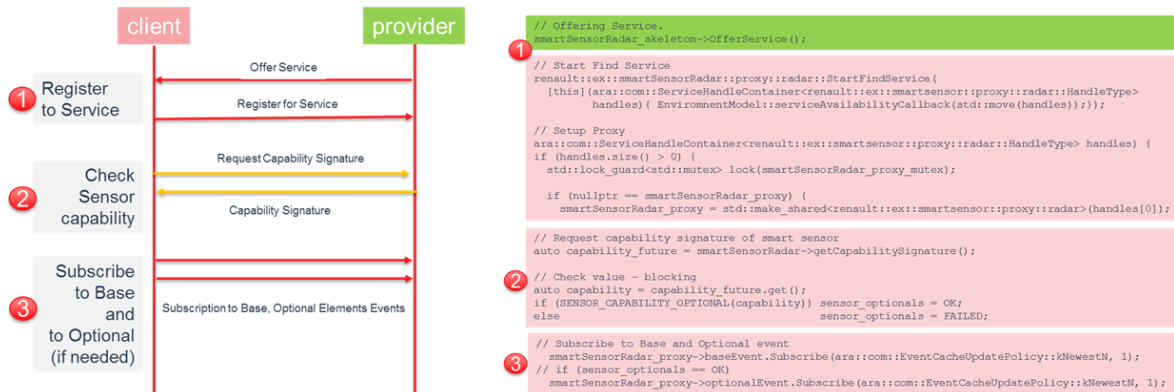 client
provider
Offer Service
1
Register
to Service
Register for Service
Request Capability Signature
2
Check
Sensor
capability
Capability Signature
3
Subscribe
to Base
and
to Optional
(if needed)
Subscription to Base, Optional Elements Events
1
// Offering Service.
smartSensorRadar_skeleton->OfferService();
// Start Find Service
renault::ex::smartSensorRadar::proxy::radar::StartFindService(
[this](ara::com::ServiceHandleContainer<renault::ex::smartsensor::proxy::radar::HandleType>
handles){ EnviromnentModel::serviceAvailabilityCallback(std::move(handles));});
// Setup Proxy
ara::com::ServiceHandleContainer<renault::ex::smartsensor::proxy::radar::HandleType> handles) {
if (handles.size() > 0) {
std::lock_guard<std::mutex> lock(smartSensorRadar_proxy_mutex);
if (nullptr == smartSensorRadar_proxy) {
smartSensorRadar_proxy = std::make_shared<renault::ex::smartsensor::proxy::radar>(handles[0]);
2
// Request capability signature of smart sensor
auto capability_future = smartSensorRadar->getCapabilitySignature();
// Check value - blocking
auto capability = capability_future.get();
if (SENSOR_CAPABILITY_OPTIONAL(capability)) sensor_optionals = OK;
else sensor_optionals = FAILED;
3
// Subscribe to Base and Optional event
smartSensorRadar_proxy->baseEvent.Subscribe(ara::com::EventCacheUpdatePolicy::kNewestN, 1);
// if (sensor_optionals == OK)
smartSensorRadar_proxy->optionalEvent.Subscribe(ara::com::EventCacheUpdatePolicy::kNewestN, 1);